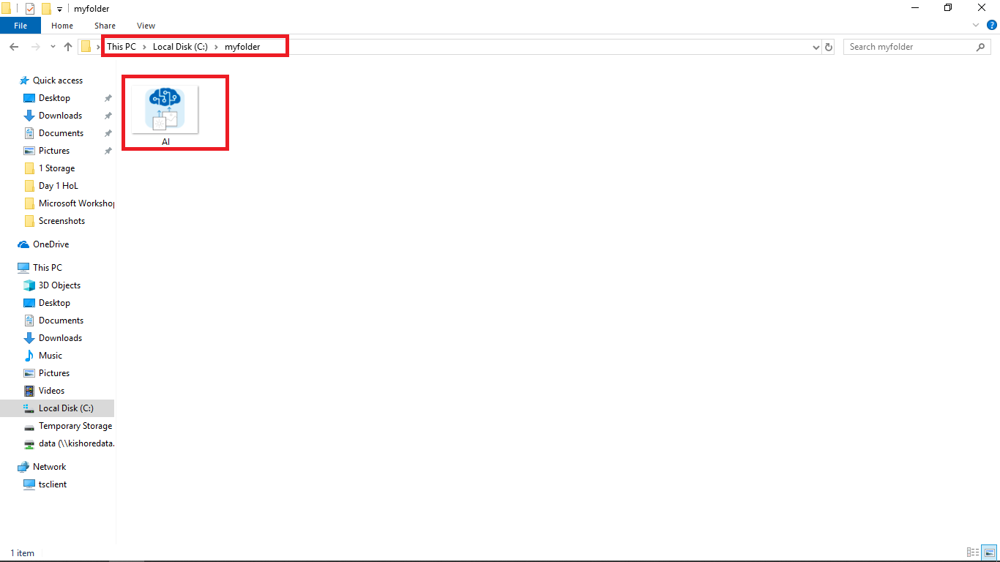 myfolder
File Home Share View
This PC Local Disk (C:) myfolder
Search myfolder
Quick access
Desktop
Downloads
Documents
Pictures
1 Storage
Day 1 HoL
Microsoft Workshop
Screenshots
OneDrive
This PC
3D Objects
Desktop
Documents
Downloads
Music
Pictures
Videos
Local Disk (C:)
Temporary Storage
data (\\kishoredata.
Network
tsclient
AI
1 item